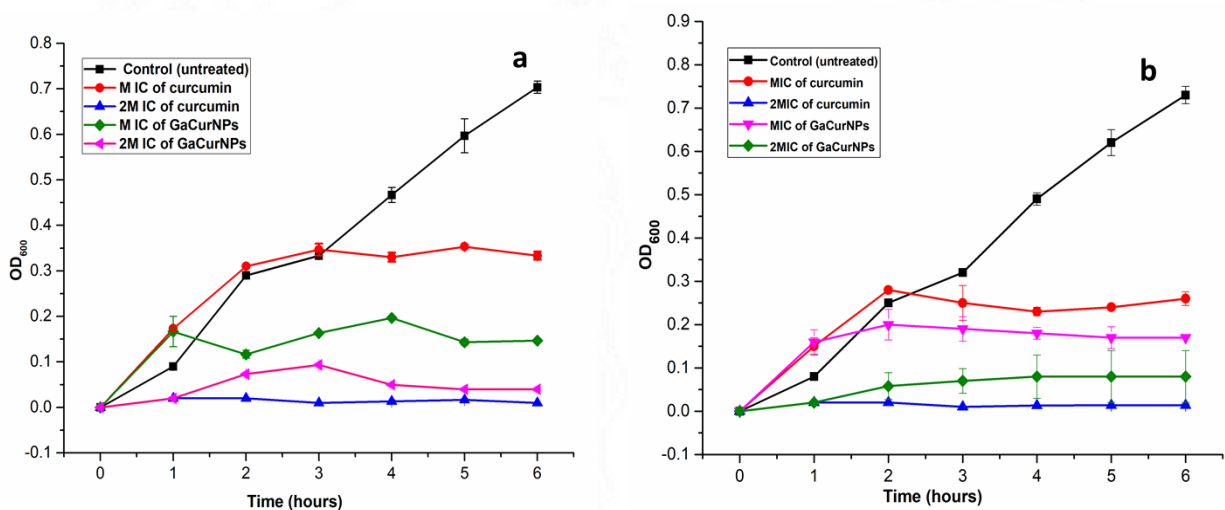 a
Control (untreated)
M IC of curcumin
2M IC of curcumin
M IC of GaCurNPs
2M IC of GaCurNPs
0.8
0.7
0.6
0.5
0.4
0.3
0.2
0.1
0.0
-0.1
OD600
0 1 2 3 4 5 6
Time (hours)
b
Control (untreated)
MIC of curcumin
2MIC of curcumin
MIC of GaCurNPs
2MIC of GaCurNPs
0.9
0.8
0.7
0.6
0.5
0.4
0.3
0.2
0.1
0.0
-0.1
OD600
0 1 2 3 4 5 6
Time (hours)